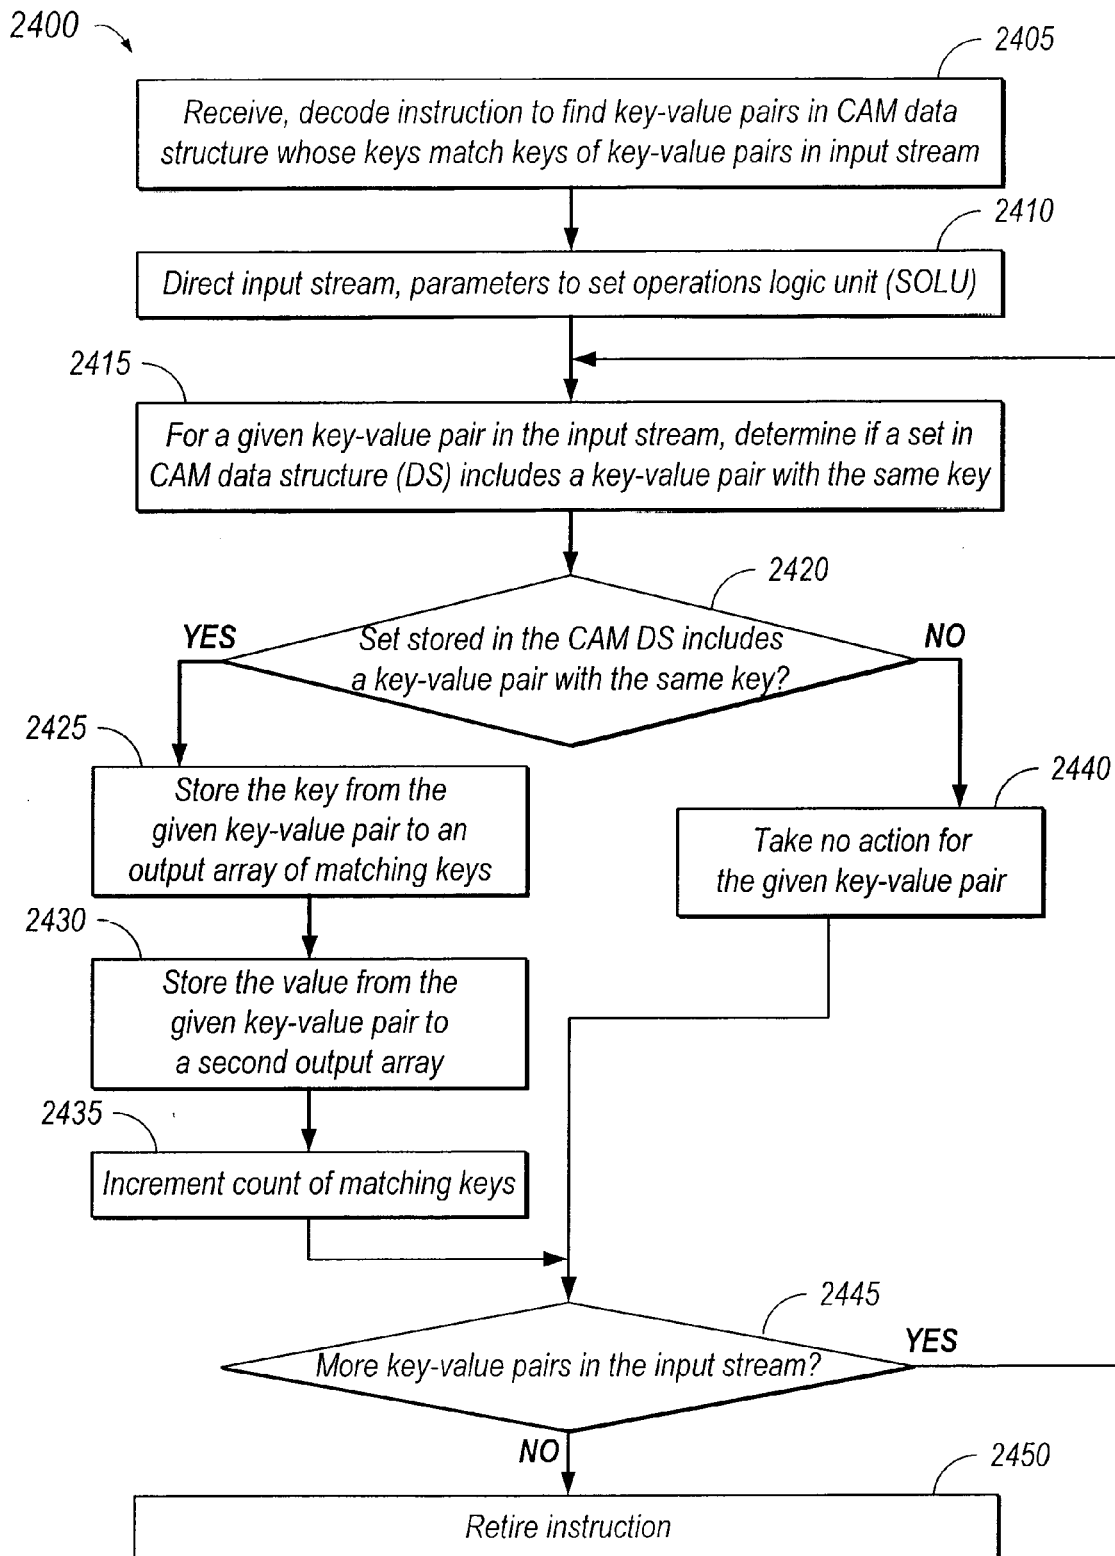 2400
2405
Receive, decode instruction to find key-value pairs in CAM data
structure whose keys match keys of key-value pairs in input stream
2410
Direct input stream, parameters to set operations logic unit (SOLU)
2415
For a given key-value pair in the input stream, determine if a set in
CAM data structure (DS) includes a key-value pair with the same key
2420
YES
NO
Set stored in the CAM DS includes
a key-value pair with the same key?
2425
Store the key from the
given key-value pair to an
output array of matching keys
2440
Take no action for
the given key-value pair
2430
Store the value from the
given key-value pair to
a second output array
2435
Increment count of matching keys
2445
YES
More key-value pairs in the input stream?
NO
2450
Retire instruction